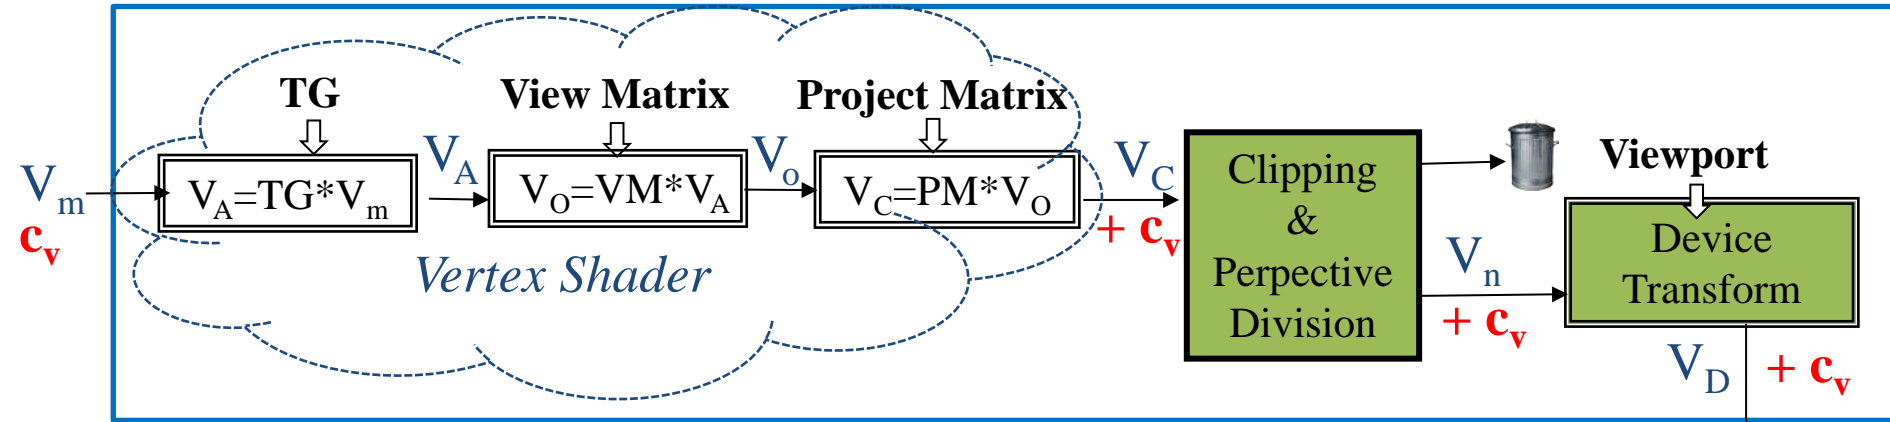 TG
View Matrix
Project Matrix
V_m
c_v
V_A=TG*V_m
V_A
V_O=VM*V_A
V_o
V_C=PM*V_O
V_C
+ c_v
Vertex Shader
Clipping
&
Perpective
Division
V_n
+ c_v
Viewport
Device
Transform
V_D
+ c_v